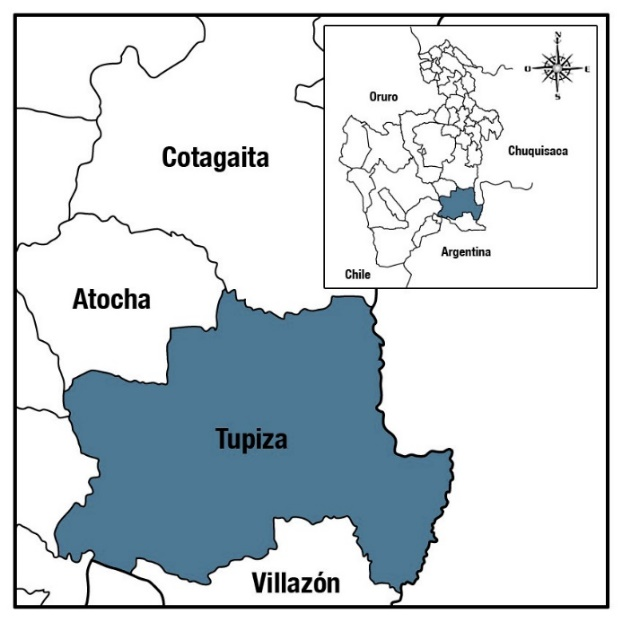 N
O
E
S
Oruro
Chuquisaca
Argentina
Chile
Cotagaita
Atocha
Tupiza
Villazón